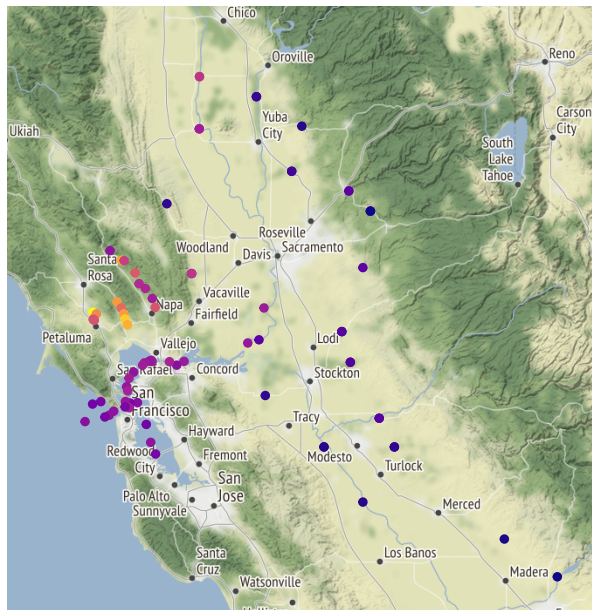 Chico
Oroville
Reno
Carson
City
Yuba
City
Ukiah
South
Lake
Tahoe
Roseville
Woodland
Sacramento
Davis
Santa
Rosa
Vacaville
Napa
Fairfield
Petaluma
Vallejo
Lodi
San Rafael
Concord
Stockton
San
Francisco
Tracy
Hayward
Redwood
City
Fremont
Modesto
Turlock
San
Jose
Palo Alto
Sunnyvale
Merced
Santa
Cruz
Los Banos
Madera
Watsonville